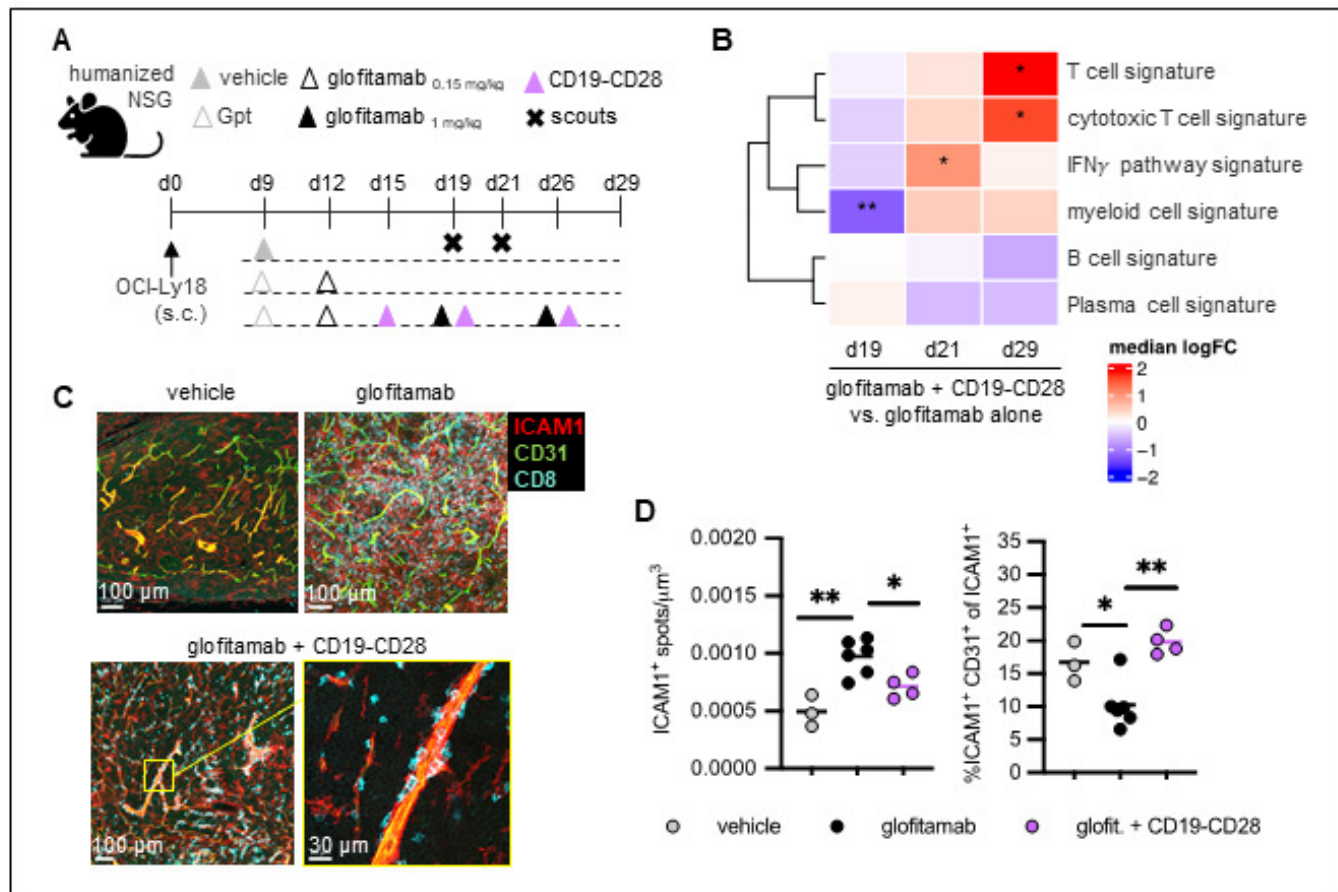 A
humanized
NSG
vehicle
glofitamab 0.15 mg/kg
CD19-CD28
Gpt
glofitamab 1 mg/kg
scouts
d0 d9 d12 d15 d19 d21 d26 d29
OCI-Ly18
(s.c.)
B
T cell signature
cytotoxic T cell signature
IFNγ pathway signature
myeloid cell signature
B cell signature
Plasma cell signature
*
*
*
**
d19 d21 d29
glofitamab + CD19-CD28
vs. glofitamab alone
median logFC
2
1
0
−1
−2
C
vehicle
glofitamab
ICAM1
CD31
CD8
100 µm
100 µm
glofitamab + CD19-CD28
100 µm
30 µm
D
ICAM1+ spots/µm³
0.0020
0.0015
0.0010
0.0005
0.0000
**
*
%ICAM1+ CD31+ of ICAM1+
35
30
25
20
15
10
5
0
*
**
vehicle
glofitamab
glofit. + CD19-CD28